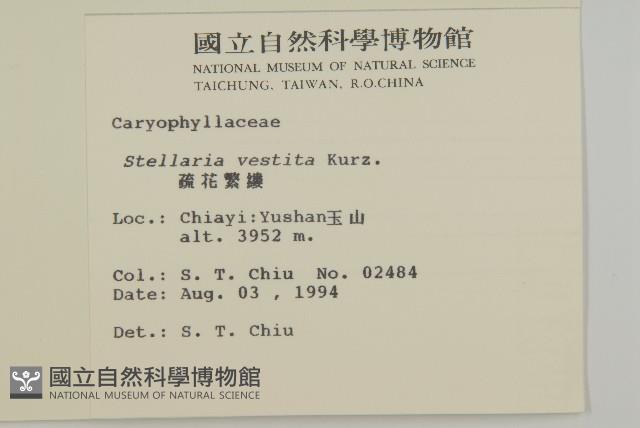 國立自然科學博物館
NATIONAL MUSEUM OF NATURAL SCIENCE
TAICHUNG, TAIWAN, R.O.CHINA
Caryophyllaceae
Stellaria vestita Kurz.
疏花繁縷
Loc.: Chiayi:Yushan玉山
alt. 3952 m.
Col.: S. T. Chiu No. 02484
Date: Aug. 03 , 1994
Det.: S. T. Chiu
國立自然科學博物館
NATIONAL MUSEUM OF NATURAL SCIENCE